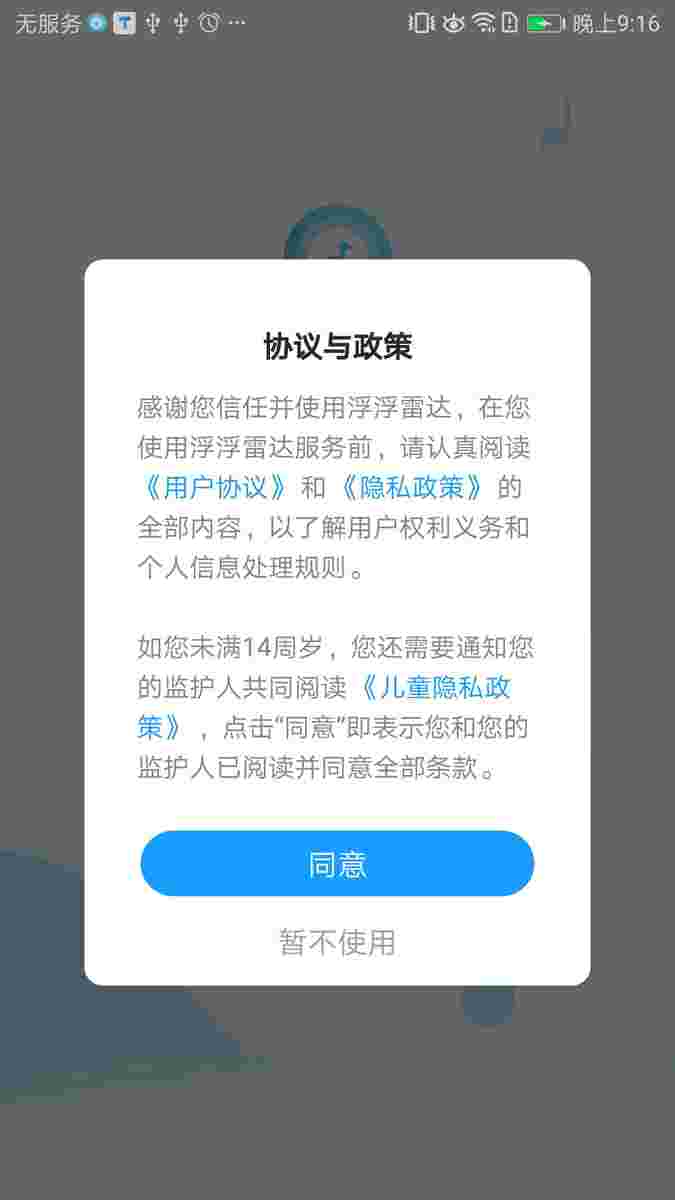 无服务
晚上9:16
协议与政策
感谢您信任并使用浮浮雷达，在您
使用浮浮雷达服务前，请认真阅读
《用户协议》和《隐私政策》的
全部内容，以了解用户权利义务和
个人信息处理规则。
如您未满14周岁，您还需要通知您
的监护人共同阅读《儿童隐私政
策》，点击“同意”即表示您和您的
监护人已阅读并同意全部条款。
同意
暂不使用